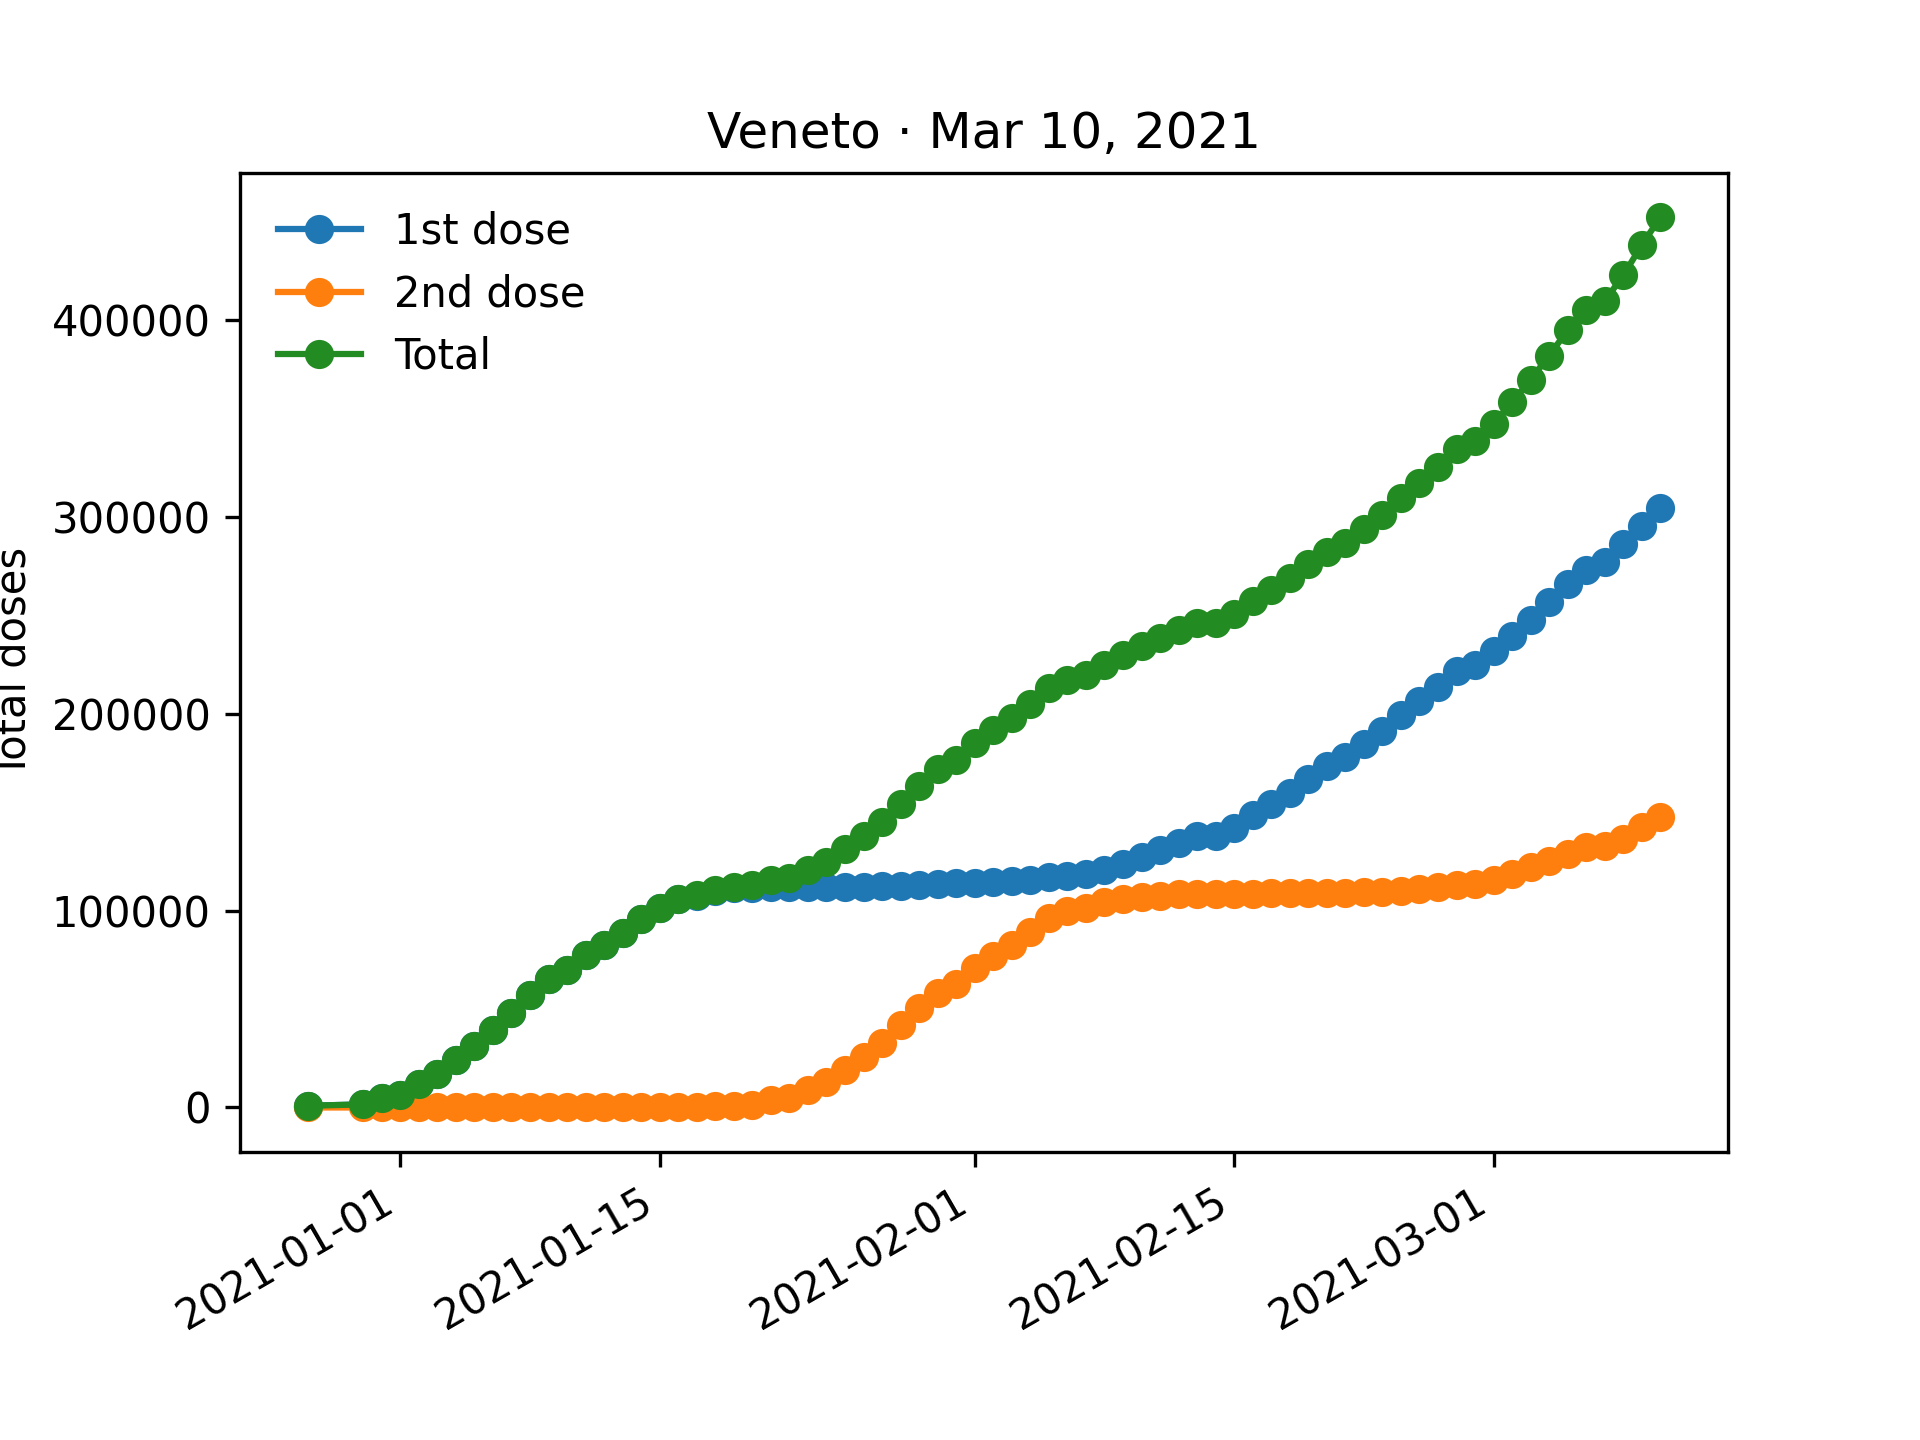 Veneto · Mar 10, 2021
1st dose
2nd dose
Total
Total doses
400000
300000
200000
100000
0
2021-01-01
2021-01-15
2021-02-01
2021-02-15
2021-03-01